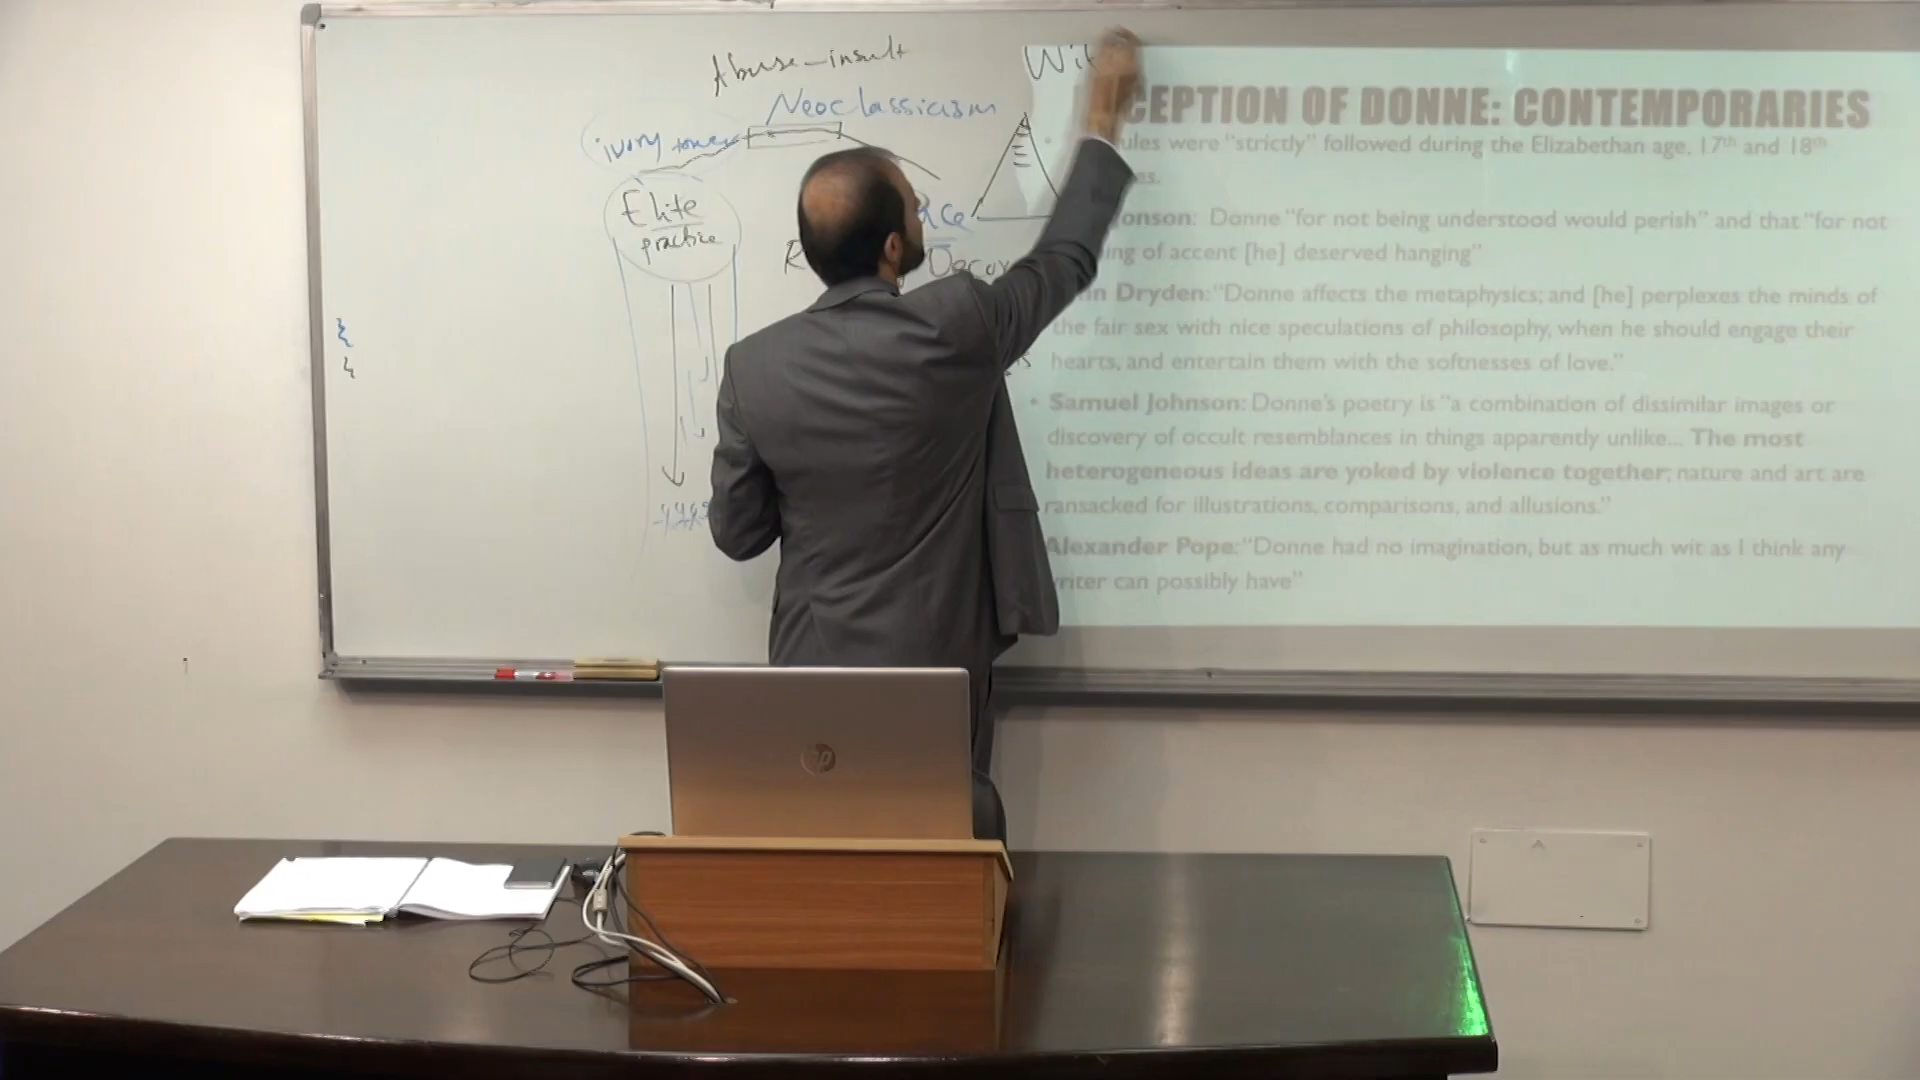 Abuse - insult
Wit
Neoclassicism
ivory tower
Elite
practice
CEPTION OF DONNE: CONTEMPORARIES
ules were “strictly” followed during the Elizabethan age, 17th and 18th
es.
onson: Donne “for not being understood would perish” and that “for not
ing of accent [he] deserved hanging”
n Dryden: “Donne affects the metaphysics; and [he] perplexes the minds of
the fair sex with nice speculations of philosophy, when he should engage their
hearts, and entertain them with the softnesses of love.”
• Samuel Johnson: Donne’s poetry is “a combination of dissimilar images or
discovery of occult resemblances in things apparently unlike... The most
heterogeneous ideas are yoked by violence together; nature and art are
ransacked for illustrations, comparisons, and allusions.”
Alexander Pope: “Donne had no imagination, but as much wit as I think any
riter can possibly have”
hp